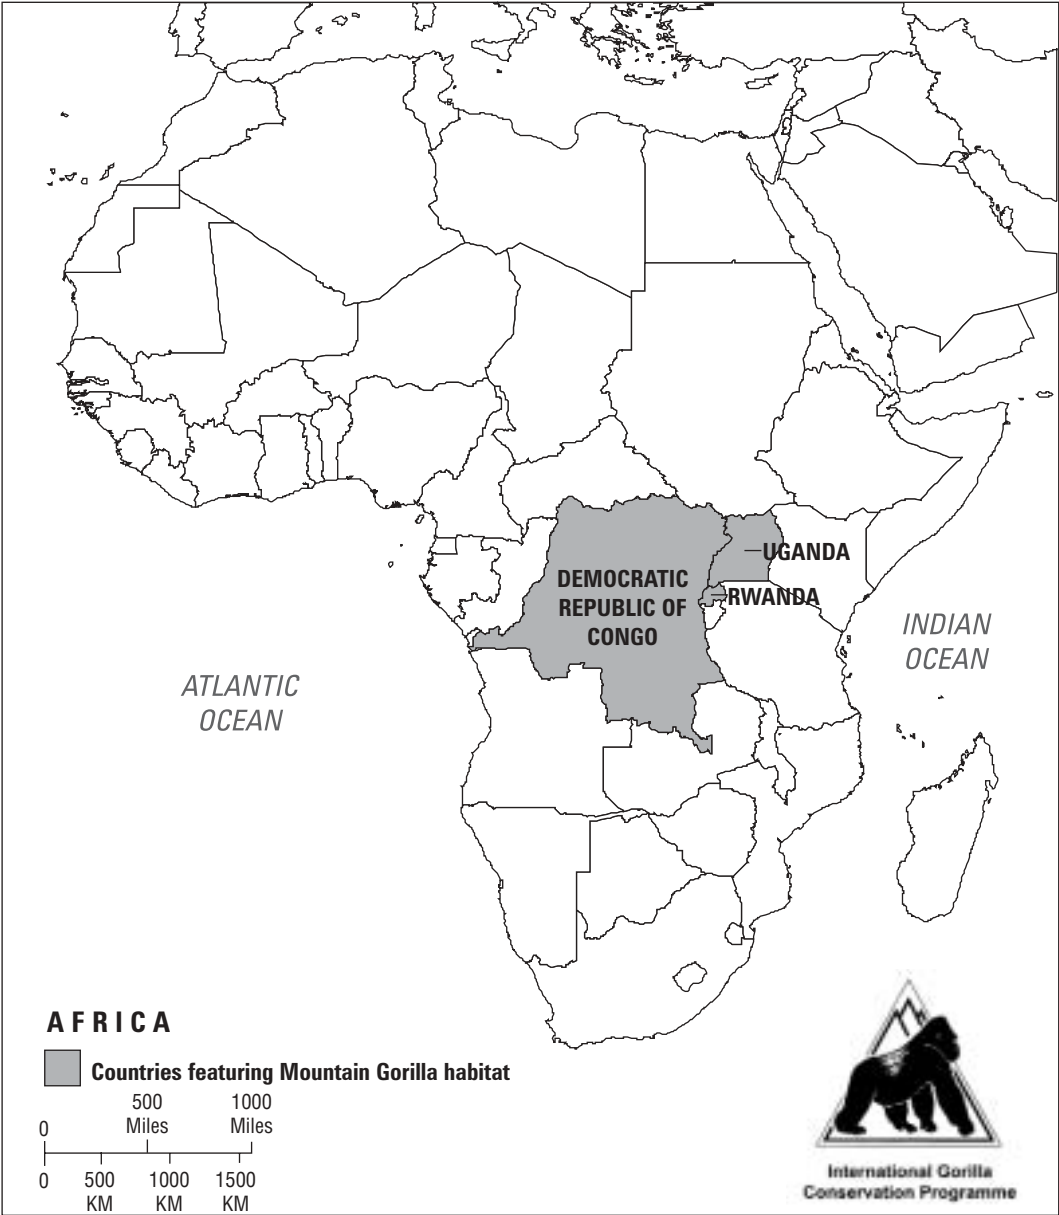 UGANDA
DEMOCRATIC
REPUBLIC OF
CONGO
RWANDA
INDIAN
OCEAN
ATLANTIC
OCEAN
AFRICA
Countries featuring Mountain Gorilla habitat
500 1000
Miles Miles
0
0 500 1000 1500
KM KM KM
International Gorilla
Conservation Programme